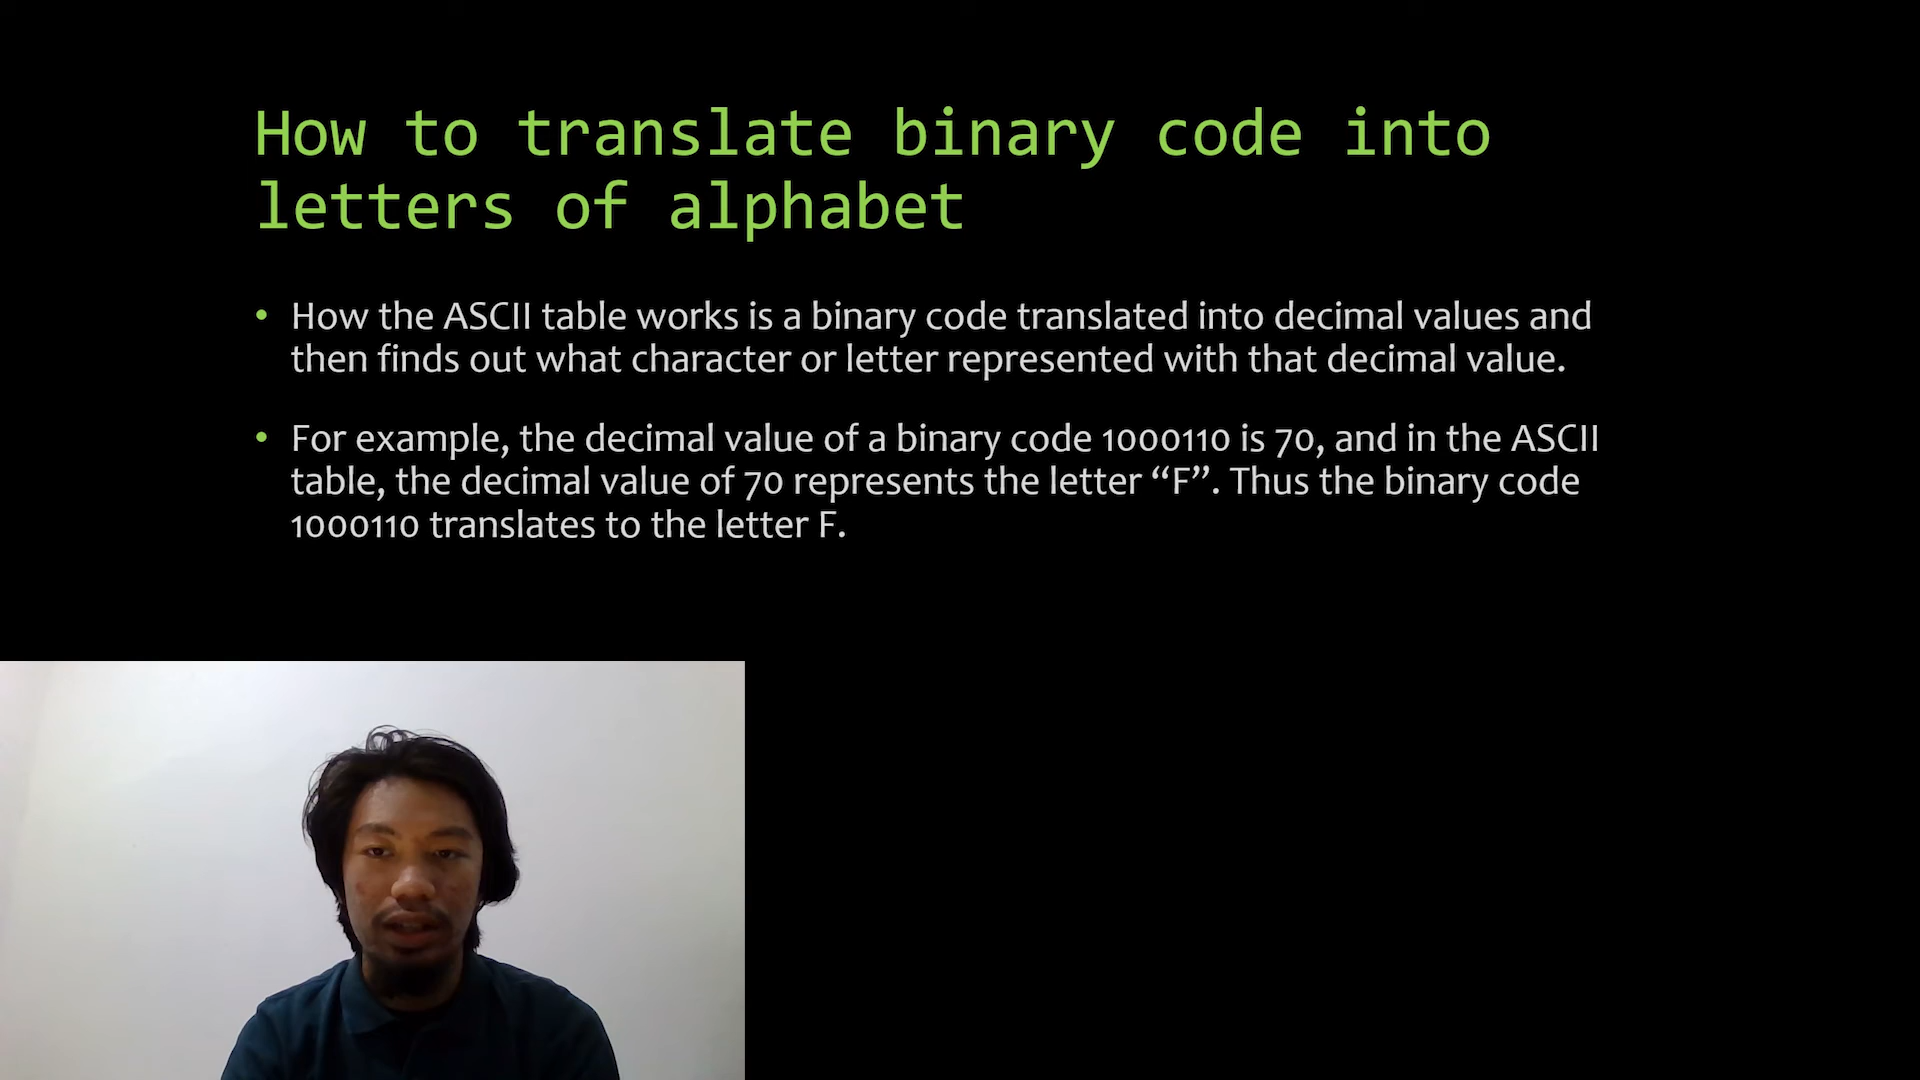 How to translate binary code into
letters of alphabet
• How the ASCII table works is a binary code translated into decimal values and
then finds out what character or letter represented with that decimal value.
• For example, the decimal value of a binary code 1000110 is 70, and in the ASCII
table, the decimal value of 70 represents the letter “F”. Thus the binary code
1000110 translates to the letter F.